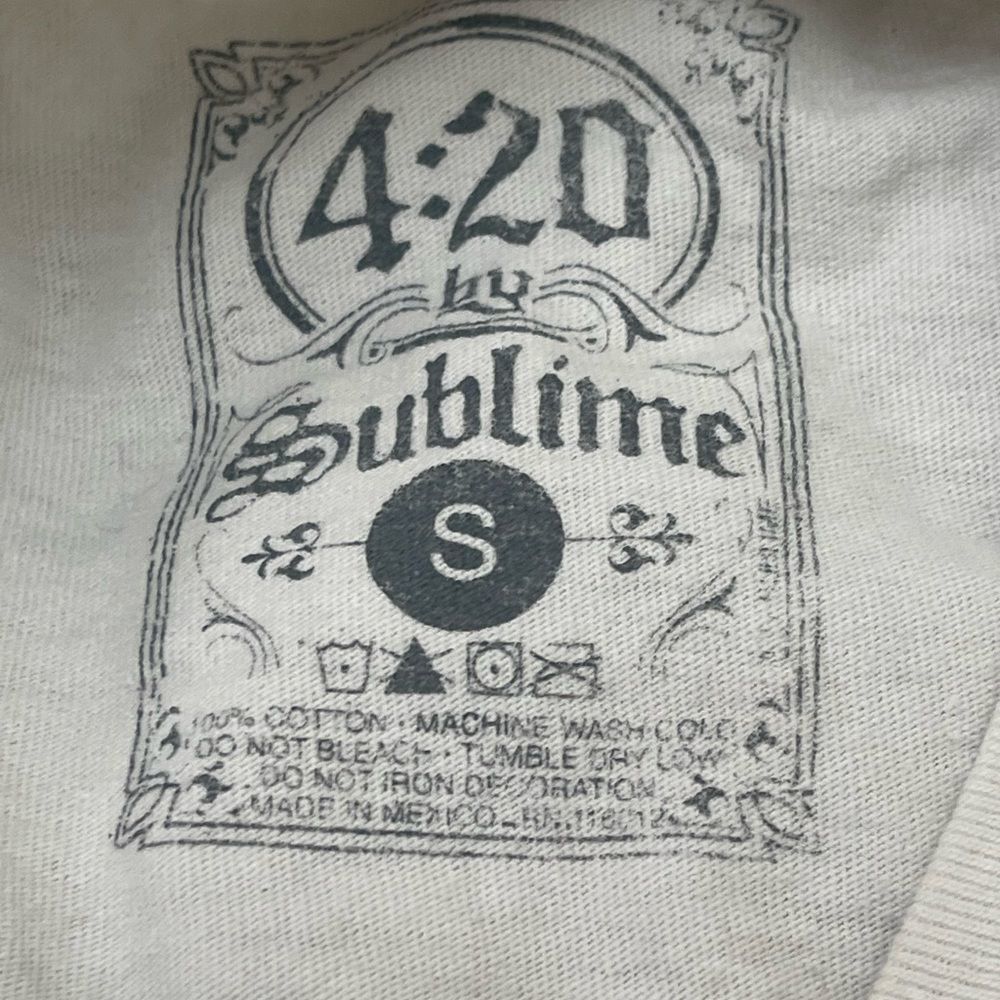 4:20
by
Sublime
S
100% COTTON · MACHINE WASH COLD
DO NOT BLEACH · TUMBLE DRY LOW
DO NOT IRON DECORATION
MADE IN MEXICO